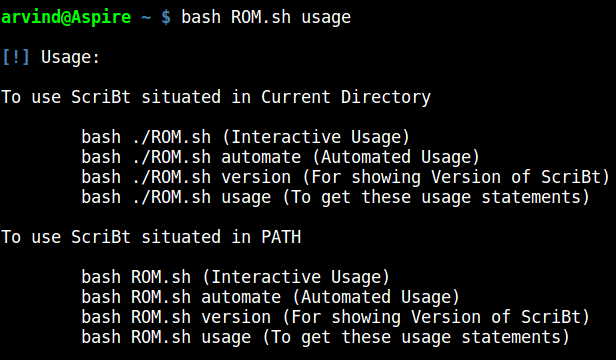 arvind@Aspire ~ $ bash ROM.sh usage
[!] Usage:
To use ScriBt situated in Current Directory
bash ./ROM.sh (Interactive Usage)
bash ./ROM.sh automate (Automated Usage)
bash ./ROM.sh version (For showing Version of ScriBt)
bash ./ROM.sh usage (To get these usage statements)
To use ScriBt situated in PATH
bash ROM.sh (Interactive Usage)
bash ROM.sh automate (Automated Usage)
bash ROM.sh version (For showing Version of ScriBt)
bash ROM.sh usage (To get these usage statements)